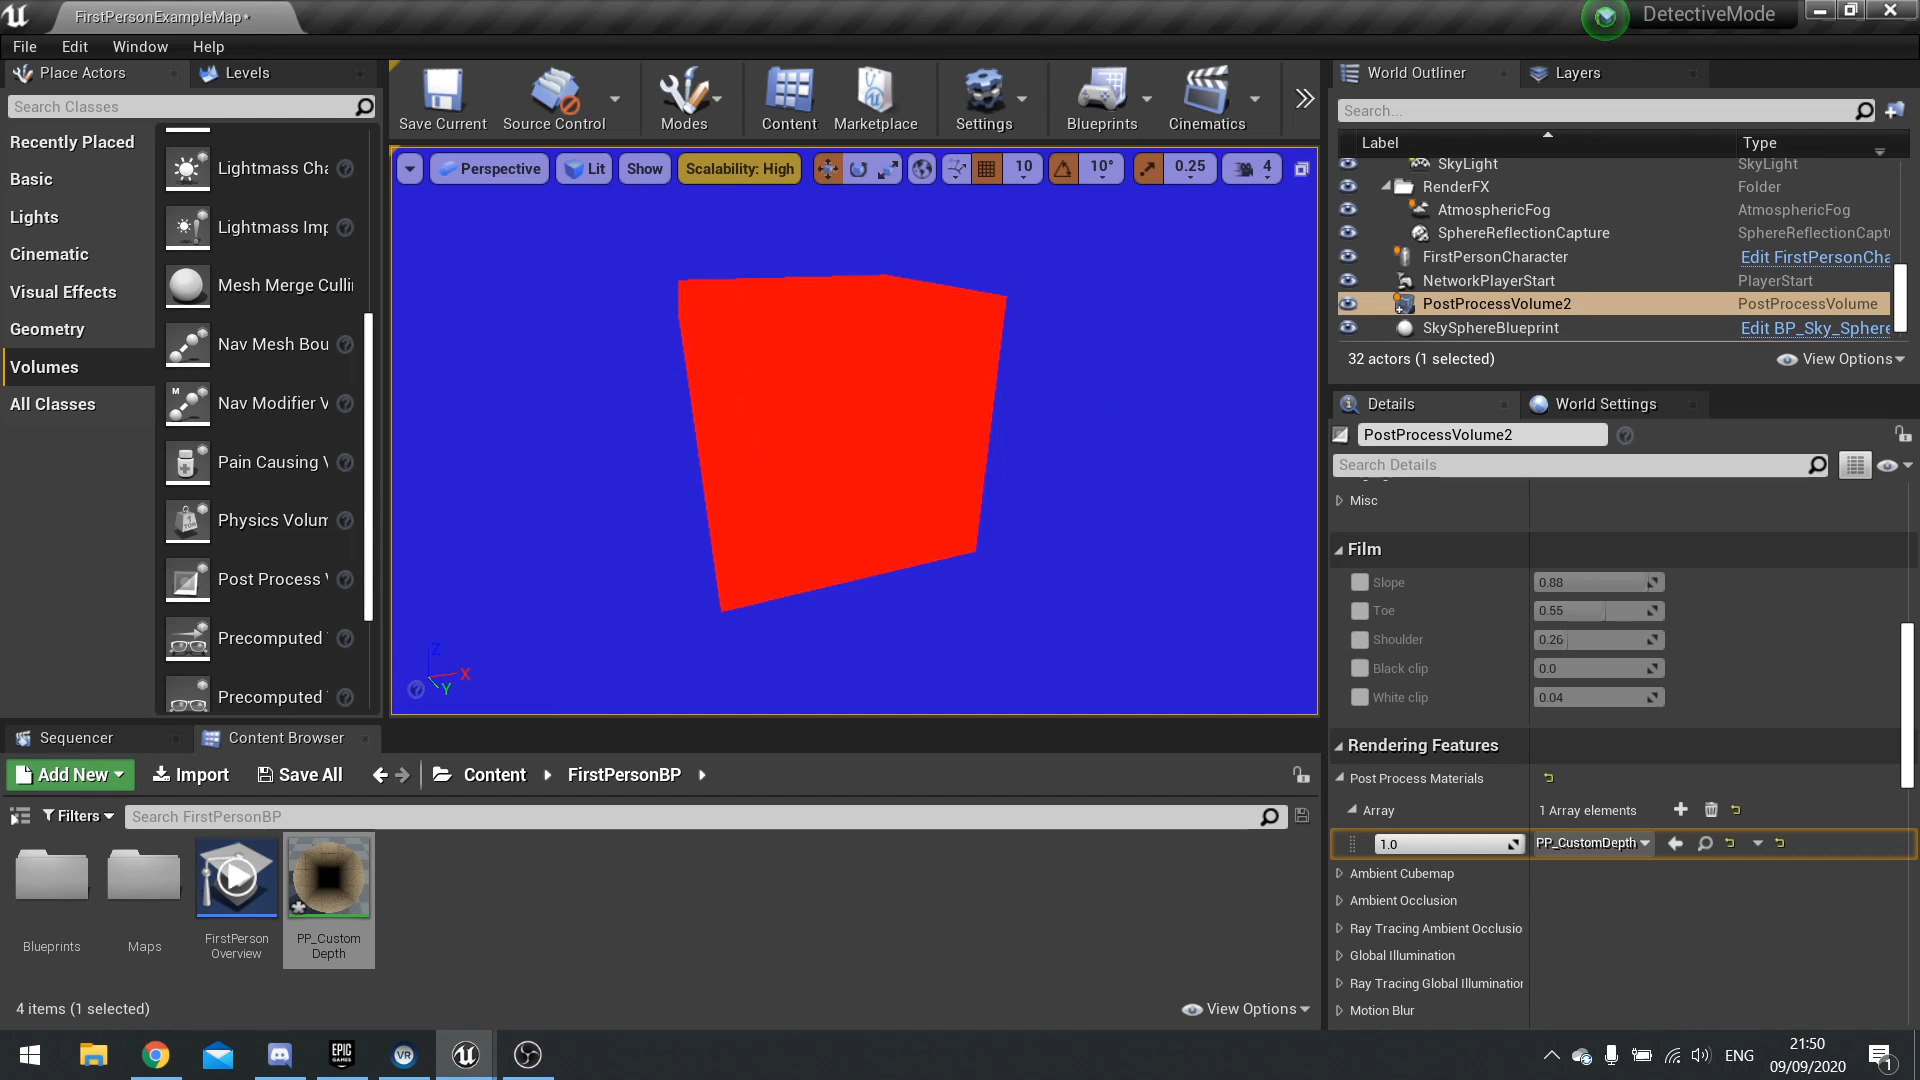 FirstPersonExampleMap*
DetectiveMode
File Edit Window Help
Place Actors
Levels
Search Classes
Recently Placed
Basic
Lights
Cinematic
Visual Effects
Geometry
Volumes
All Classes
Lightmass Cha
Lightmass Imp
Mesh Merge Culli
Nav Mesh Bou
Nav Modifier V
Pain Causing V
Physics Volum
Post Process V
Precomputed
Precomputed
Save Current
Source Control
Modes
Content
Marketplace
Settings
Blueprints
Cinematics
Perspective
Lit
Show
Scalability: High
10
10°
0.25
4
Z
X
Y
World Outliner
Layers
Search...
Label Type
SkyLight SkyLight
RenderFX Folder
AtmosphericFog AtmosphericFog
SphereReflectionCapture SphereReflectionCaptu
FirstPersonCharacter Edit FirstPersonCha
NetworkPlayerStart PlayerStart
PostProcessVolume2 PostProcessVolume
SkySphereBlueprint Edit BP_Sky_Sphere
32 actors (1 selected)
View Options
Details
World Settings
PostProcessVolume2
Search Details
Misc
Film
Slope 0.88
Toe 0.55
Shoulder 0.26
Black clip 0.0
White clip 0.04
Rendering Features
Post Process Materials
Array 1 Array elements
1.0 PP_CustomDepth
Ambient Cubemap
Ambient Occlusion
Ray Tracing Ambient Occlusio
Global Illumination
Ray Tracing Global Illumination
Motion Blur
Sequencer
Content Browser
Add New
Import
Save All
Content
FirstPersonBP
Filters
Search FirstPersonBP
Blueprints
Maps
FirstPerson
Overview
PP_Custom
Depth
4 items (1 selected)
View Options
EPIC
GAMES
VR
ENG
21:50
09/09/2020
1